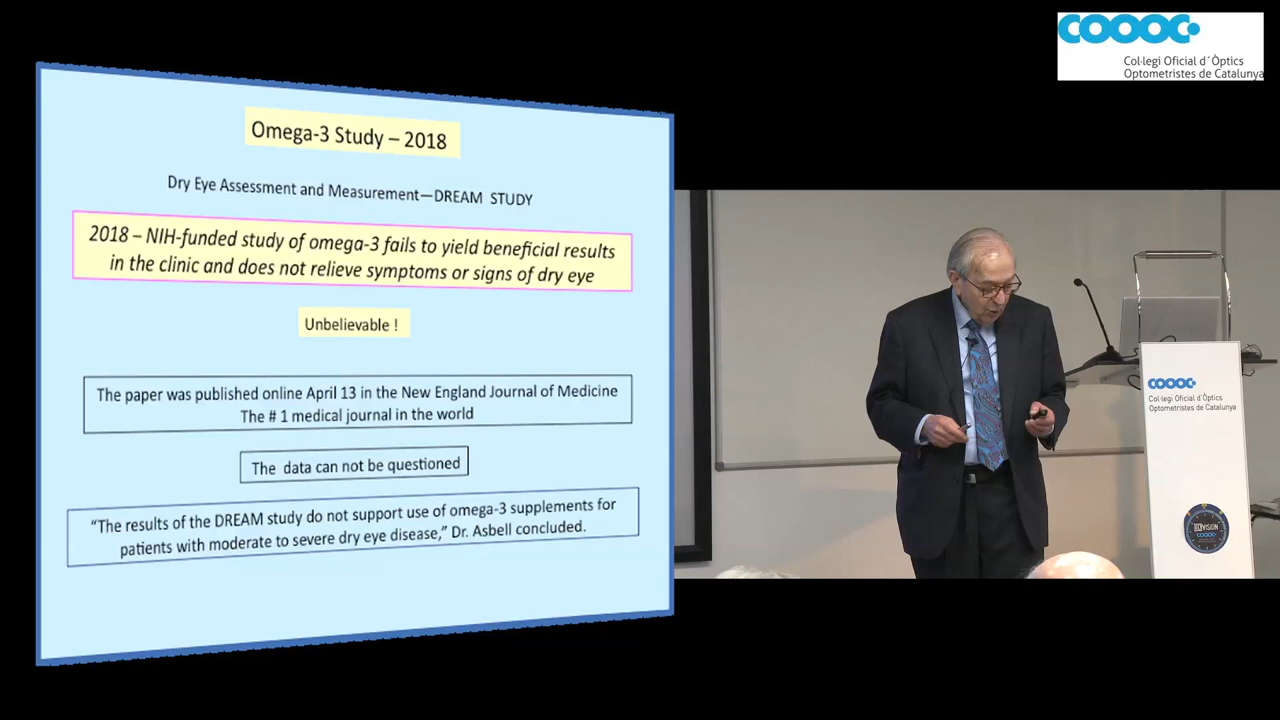 COOOC
Col·legi Oficial d´Òptics
Optometristes de Catalunya
Omega-3 Study – 2018
Dry Eye Assessment and Measurement—DREAM STUDY
2018 – NIH-funded study of omega-3 fails to yield beneficial results
in the clinic and does not relieve symptoms or signs of dry eye
Unbelievable !
The paper was published online April 13 in the New England Journal of Medicine
The # 1 medical journal in the world
The data can not be questioned
“The results of the DREAM study do not support use of omega-3 supplements for
patients with moderate to severe dry eye disease,” Dr. Asbell concluded.
COOOC
Col·legi Oficial d´Òptics
Optometristes de Catalunya
VISION
COOOC